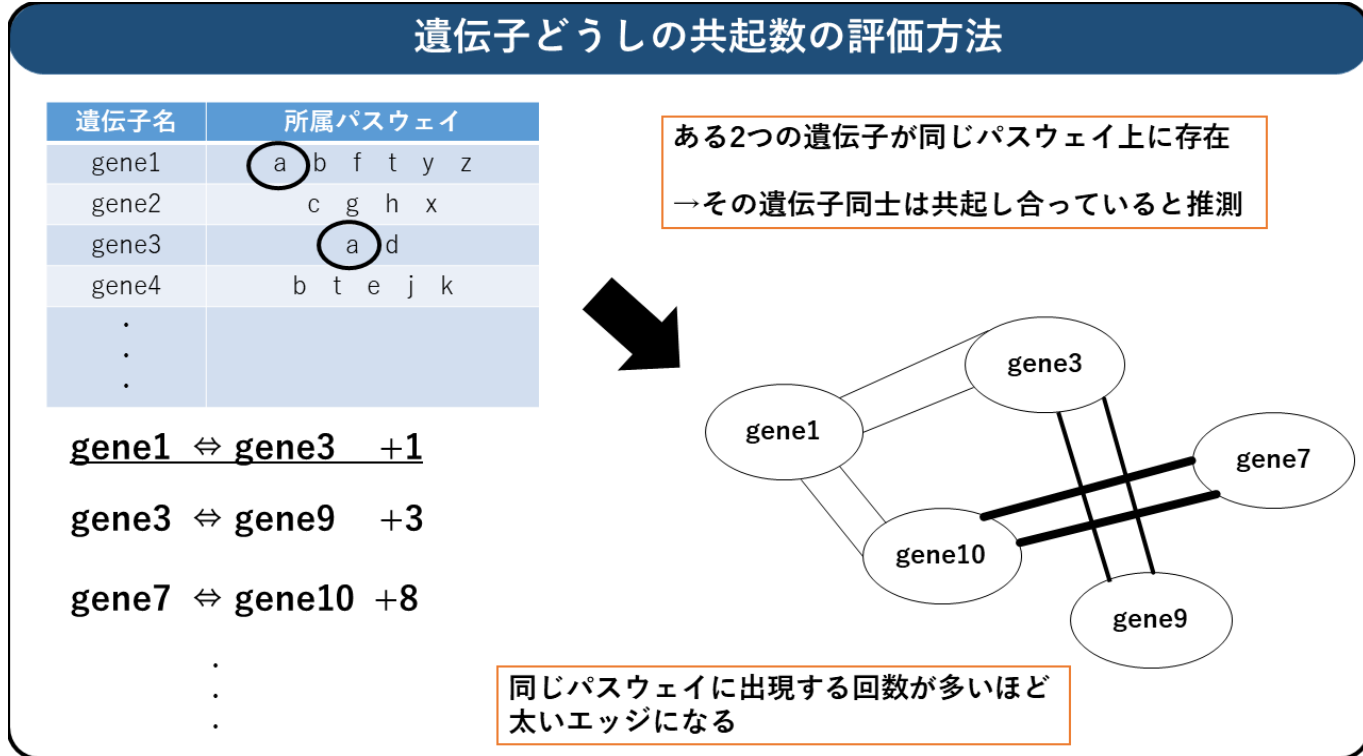 遺伝子どうしの共起数の評価方法
遺伝子名 所属パスウェイ
gene1 a b f t y z
gene2 c g h x
gene3 a d
gene4 b t e j k
・
・
・
gene1 ⇔ gene3 +1
gene3 ⇔ gene9 +3
gene7 ⇔ gene10 +8
・
・
・
ある2つの遺伝子が同じパスウェイ上に存在
→その遺伝子同士は共起し合っていると推測
gene3
gene1
gene7
gene10
gene9
同じパスウェイに出現する回数が多いほど
太いエッジになる